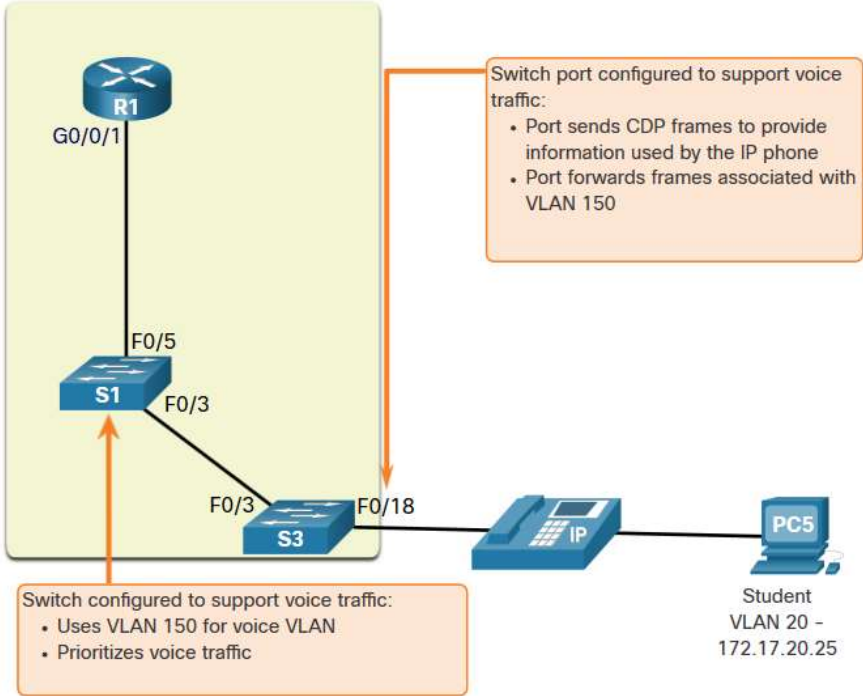 R1
G0/0/1
Switch port configured to support voice
traffic:
• Port sends CDP frames to provide
information used by the IP phone
• Port forwards frames associated with
VLAN 150
F0/5
S1
F0/3
F0/3
F0/18
S3
IP
PC5
Student
VLAN 20 –
172.17.20.25
Switch configured to support voice traffic:
• Uses VLAN 150 for voice VLAN
• Prioritizes voice traffic